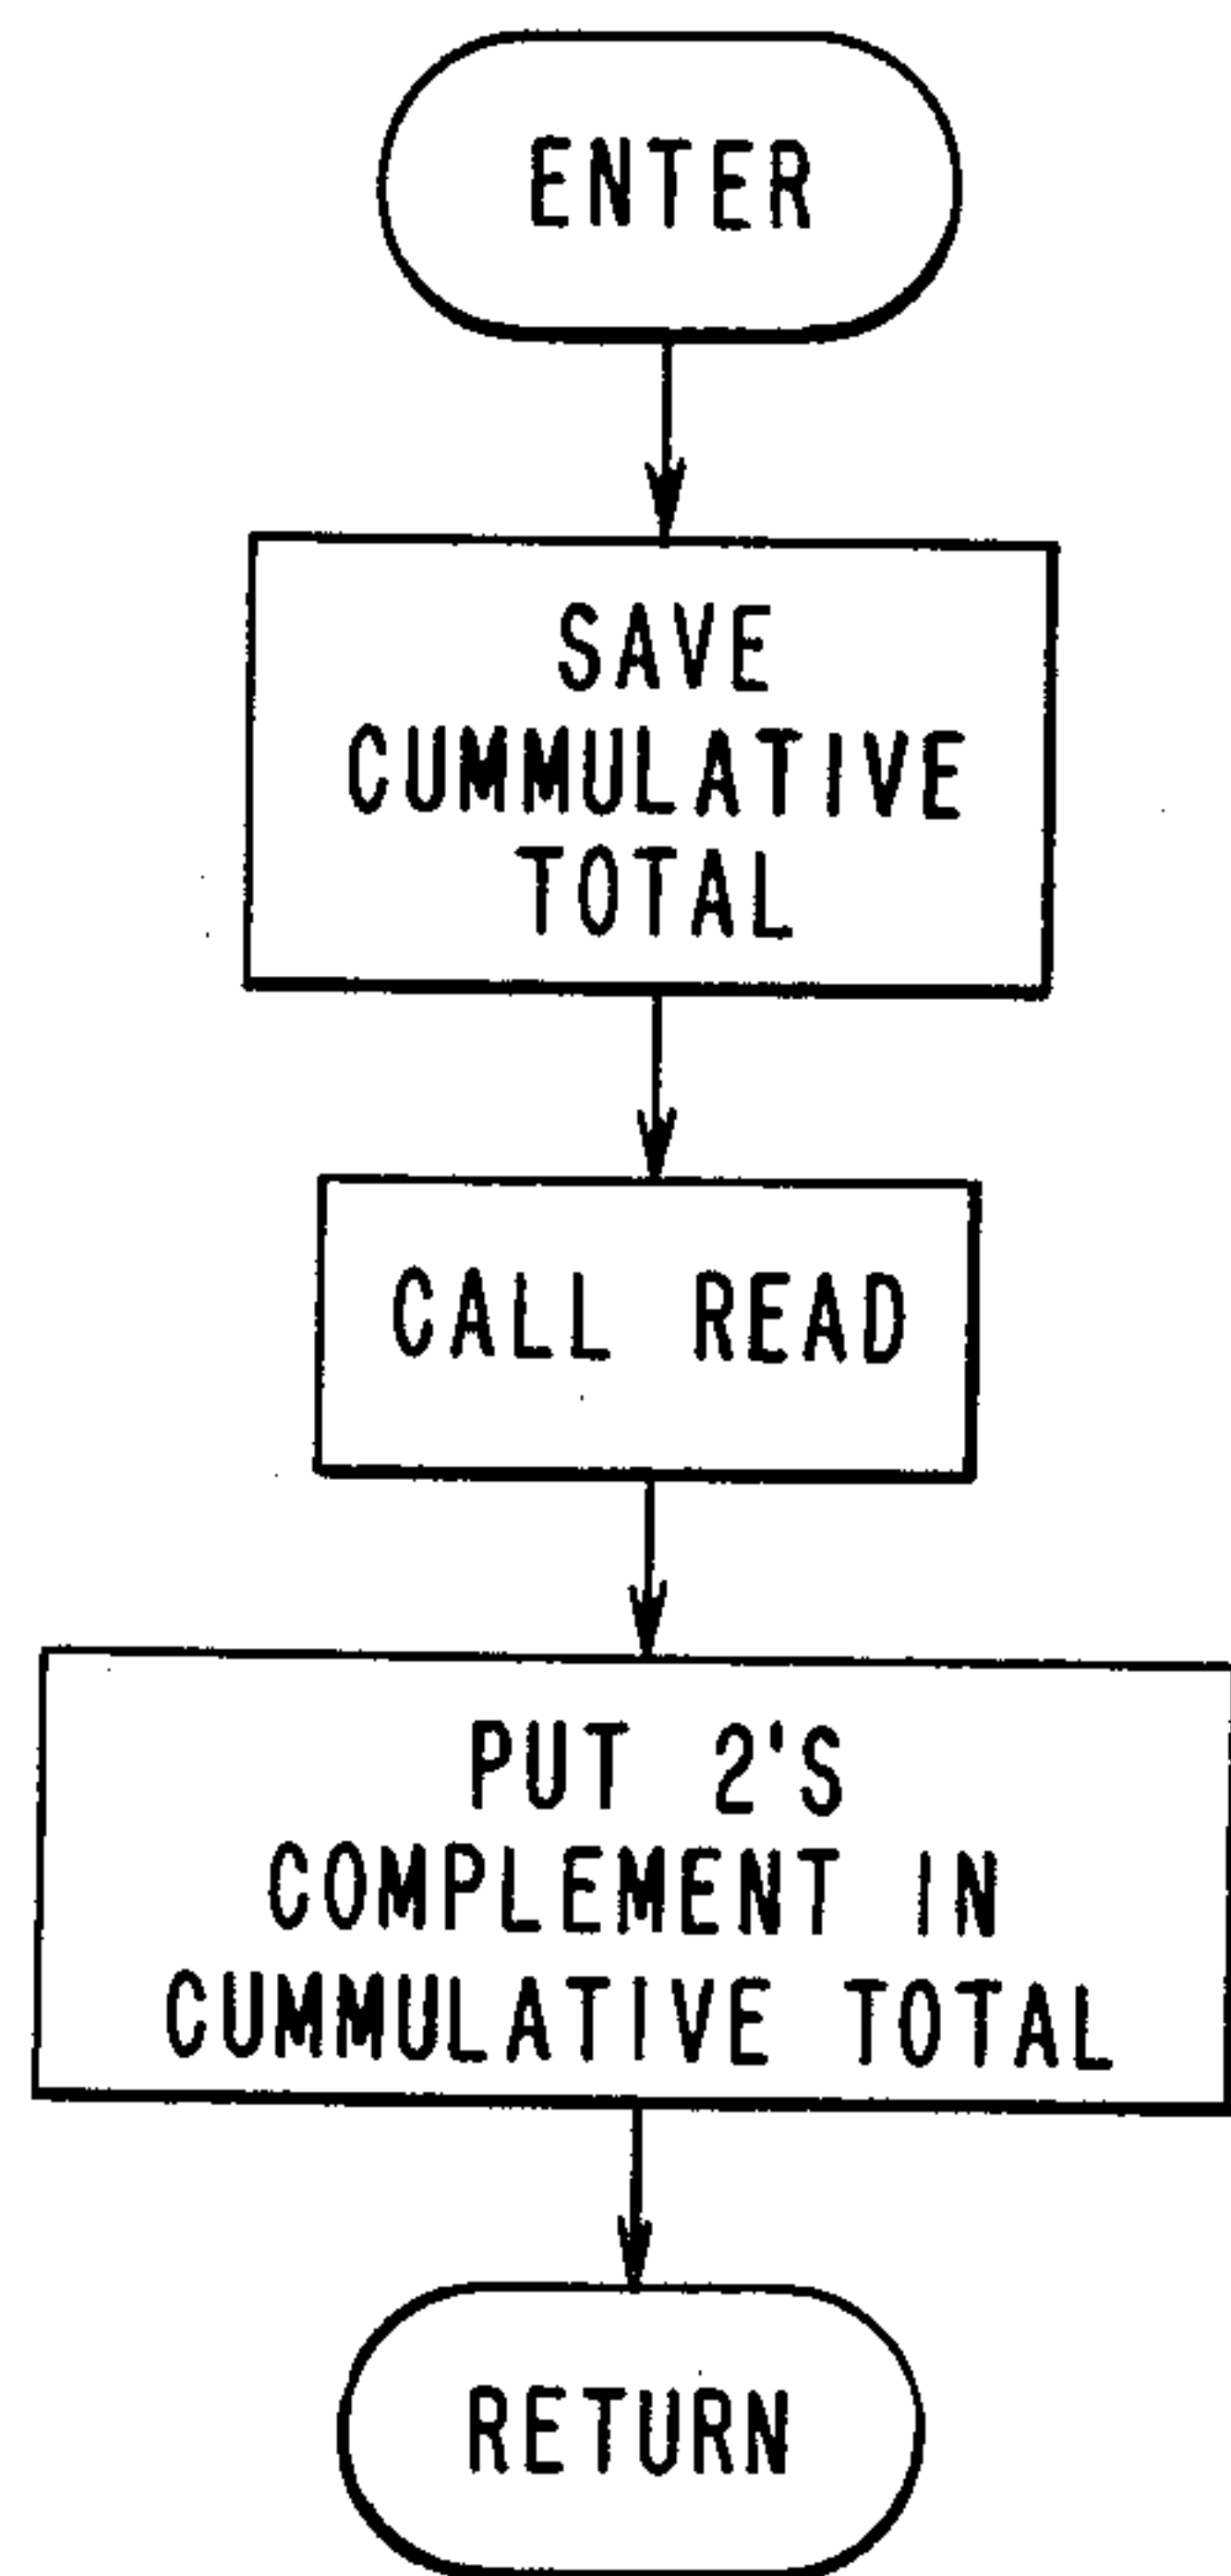 ENTER
SAVE
CUMMULATIVE
TOTAL
CALL READ
PUT 2'S
COMPLEMENT IN
CUMMULATIVE TOTAL
RETURN